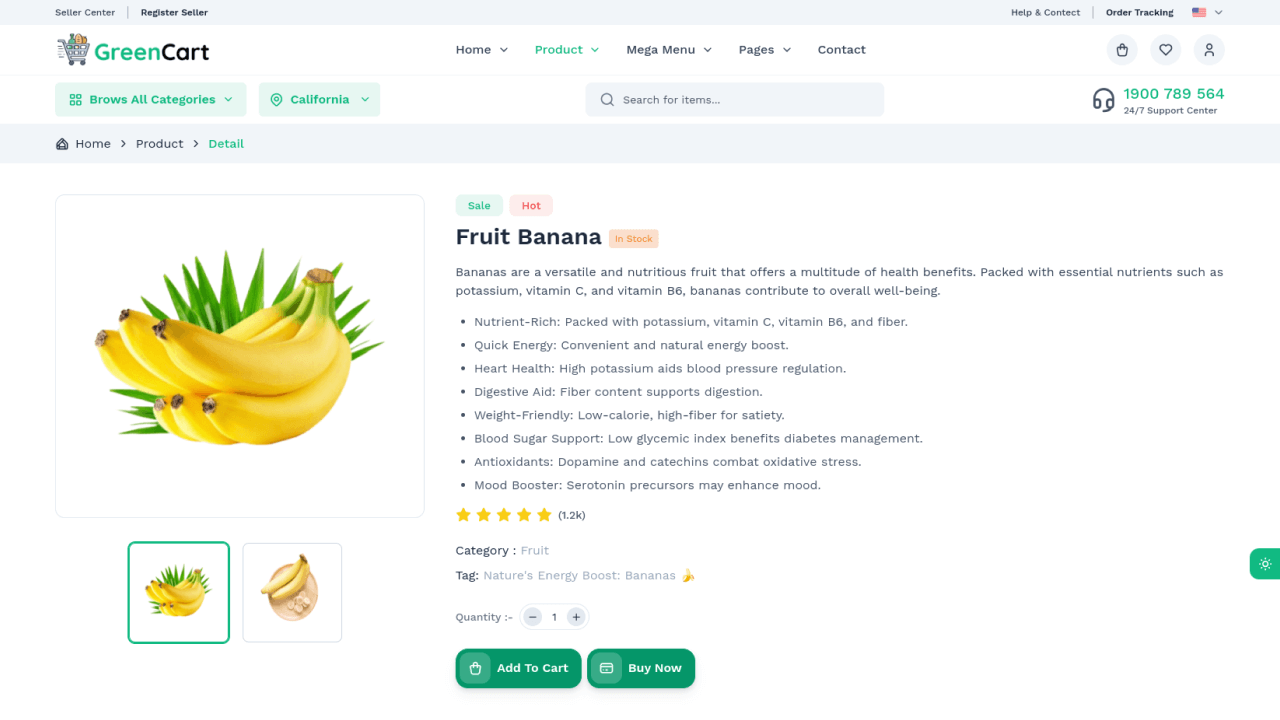 Seller Center
Register Seller
Help & Contect
Order Tracking
GreenCart
Home
Product
Mega Menu
Pages
Contact
Brows All Categories
California
Search for items...
1900 789 564
24/7 Support Center
Home
Product
Detail
Sale
Hot
Fruit Banana
In Stock
Bananas are a versatile and nutritious fruit that offers a multitude of health benefits. Packed with essential nutrients such as
potassium, vitamin C, and vitamin B6, bananas contribute to overall well-being.
• Nutrient-Rich: Packed with potassium, vitamin C, vitamin B6, and fiber.
• Quick Energy: Convenient and natural energy boost.
• Heart Health: High potassium aids blood pressure regulation.
• Digestive Aid: Fiber content supports digestion.
• Weight-Friendly: Low-calorie, high-fiber for satiety.
• Blood Sugar Support: Low glycemic index benefits diabetes management.
• Antioxidants: Dopamine and catechins combat oxidative stress.
• Mood Booster: Serotonin precursors may enhance mood.
(1.2k)
Category : Fruit
Tag: Nature's Energy Boost: Bananas 🍌
Quantity :- − 1 +
Add To Cart
Buy Now